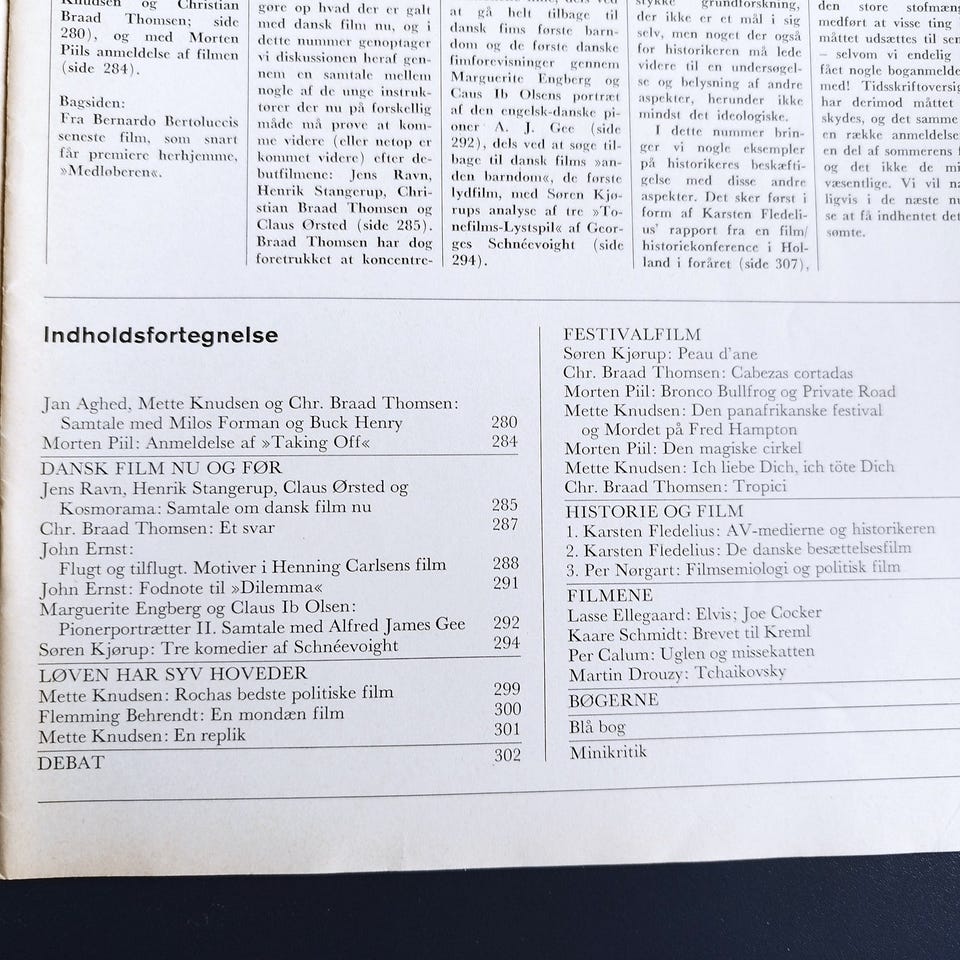 Knudsen og Christian
Braad Thomsen; side
280), og med Morten
Piils anmeldelse af filmen
(side 284).
Bagsiden:
Fra Bernardo Bertoluccis
seneste film, som snart
får premiere herhjemme,
»Medløberen«.
gøre op hvad der er galt
med dansk film nu, og i
dette nummer genoptager
vi diskussionen heraf gen-
nem en samtale mellem
nogle af de unge instruk-
tører der nu på forskellig
måde må prøve at kom-
me videre (eller netop er
kommet videre) efter de-
butfilmene: Jens Ravn,
Henrik Stangerup, Chri-
stian Braad Thomsen og
Claus Ørsted (side 285).
Braad Thomsen har dog
foretrukket at koncentre-
at gå helt tilbage til
dansk fims første barn-
dom og de første danske
fimforevisninger gennem
Marguerite Engberg og
Caus Ib Olsens portræt
af den engelsk-danske pi-
oner A. J. Gee (side
292), dels ved at søge til-
bage til dansk films »an-
den barndom«, de første
lydfilm, med Søren Kjø-
rups analyse af tre »To-
nefilms-Lystspil« af Geor-
ges Schnéevoight (side
294).
stykke grundforskning,
der ikke er et mål i sig
selv, men noget der også
for historikeren må lede
videre til en undersøgel-
se og belysning af andre
aspekter, herunder ikke
mindst det ideologiske.
I dette nummer brin-
ger vi nogle eksempler
på historikeres beskæfti-
gelse med disse andre
aspekter. Det sker først i
form af Karsten Fledeli-
us' rapport fra en film/
historiekonference i Hol-
land i foråret (side 307),
den store stofmæng
medført at visse ting
måttet udsættes til sen
– selvom vi endelig
fået nogle boganmelde
med! Tidsskriftoversig
har derimod måttet
skydes, og det samme
en række anmeldelse
en del af sommerens f
og det ikke de mi
væsentlige. Vi vil na
ligvis i de næste nu
se at få indhentet det
sømte.
Indholdsfortegnelse
Jan Aghed, Mette Knudsen og Chr. Braad Thomsen:
Samtale med Milos Forman og Buck Henry 280
Morten Piil: Anmeldelse af »Taking Off« 284
DANSK FILM NU OG FØR
Jens Ravn, Henrik Stangerup, Claus Ørsted og
Kosmorama: Samtale om dansk film nu 285
Chr. Braad Thomsen: Et svar 287
John Ernst:
Flugt og tilflugt. Motiver i Henning Carlsens film 288
John Ernst: Fodnote til »Dilemma« 291
Marguerite Engberg og Claus Ib Olsen:
Pionerportrætter II. Samtale med Alfred James Gee 292
Søren Kjørup: Tre komedier af Schnéevoight 294
LØVEN HAR SYV HOVEDER
Mette Knudsen: Rochas bedste politiske film 299
Flemming Behrendt: En mondæn film 300
Mette Knudsen: En replik 301
DEBAT 302
FESTIVALFILM
Søren Kjørup: Peau d'ane
Chr. Braad Thomsen: Cabezas cortadas
Morten Piil: Bronco Bullfrog og Private Road
Mette Knudsen: Den panafrikanske festival
og Mordet på Fred Hampton
Morten Piil: Den magiske cirkel
Mette Knudsen: Ich liebe Dich, ich töte Dich
Chr. Braad Thomsen: Tropici
HISTORIE OG FILM
1. Karsten Fledelius: AV-medierne og historikeren
2. Karsten Fledelius: De danske besættelsesfilm
3. Per Nørgart: Filmsemiologi og politisk film
FILMENE
Lasse Ellegaard: Elvis; Joe Cocker
Kaare Schmidt: Brevet til Kreml
Per Calum: Uglen og missekatten
Martin Drouzy: Tchaikovsky
BØGERNE
Blå bog
Minikritik